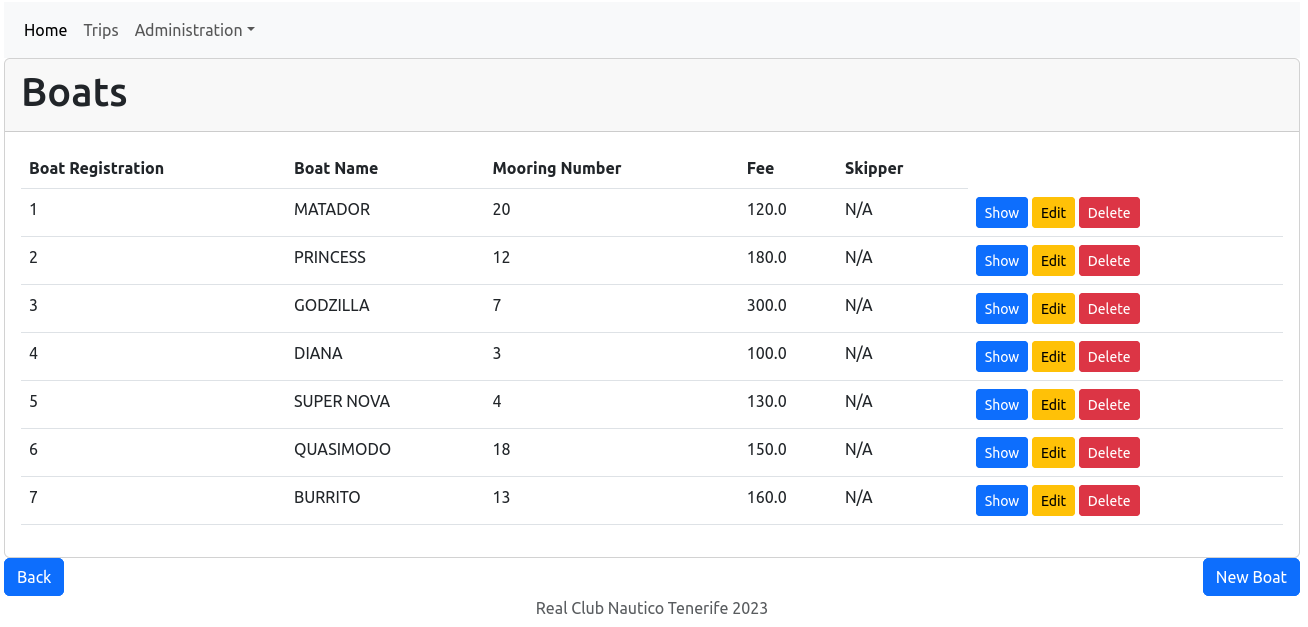 Home Trips Administration
Boats
Boat Registration Boat Name Mooring Number Fee Skipper
1 MATADOR 20 120.0 N/A Show Edit Delete
2 PRINCESS 12 180.0 N/A Show Edit Delete
3 GODZILLA 7 300.0 N/A Show Edit Delete
4 DIANA 3 100.0 N/A Show Edit Delete
5 SUPER NOVA 4 130.0 N/A Show Edit Delete
6 QUASIMODO 18 150.0 N/A Show Edit Delete
7 BURRITO 13 160.0 N/A Show Edit Delete
Back New Boat
Real Club Nautico Tenerife 2023